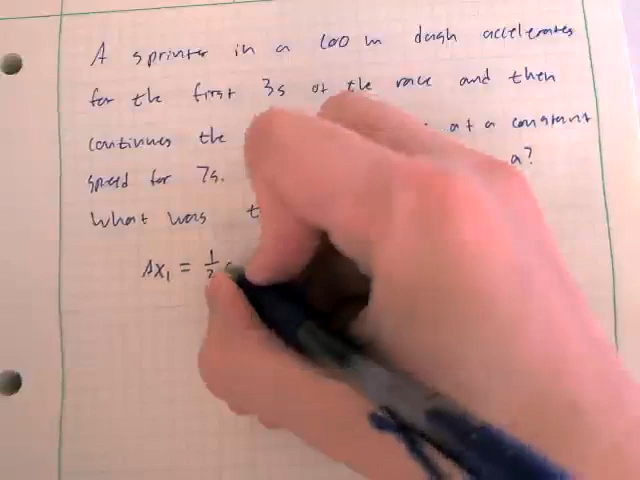 A sprinter in a 100 m dash accelerates
for the first 3s of the race and then
continues the at a constant
speed for 7s. a?
What was
Δx₁ = 1/2